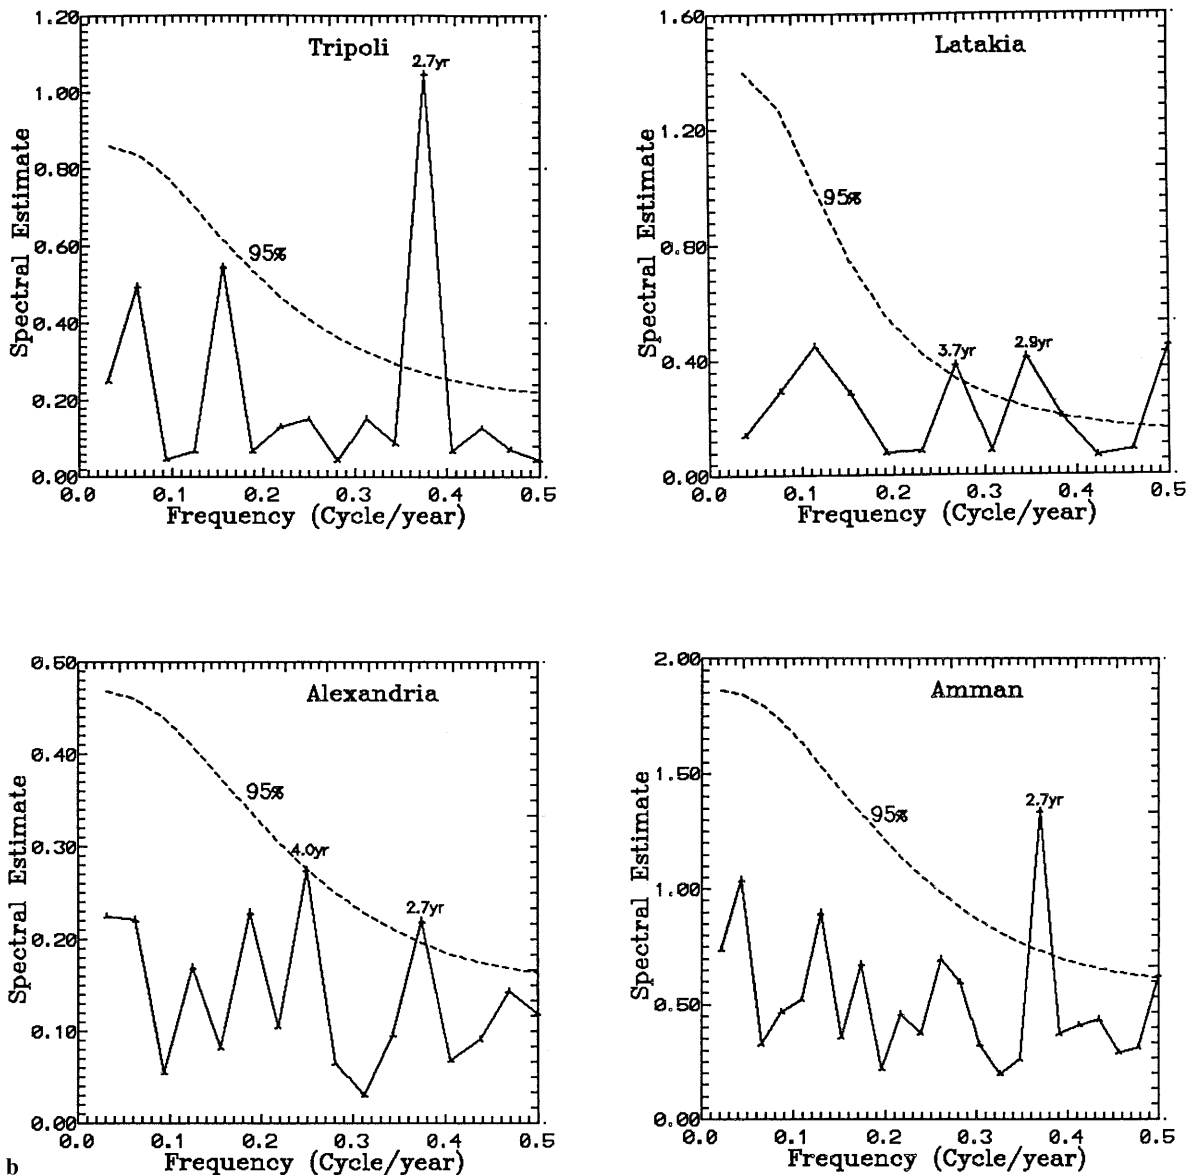 Tripoli
2.7yr
95%
Spectral Estimate
1.20
1.00
0.80
0.60
0.40
0.20
0.00
0.0 0.1 0.2 0.3 0.4 0.5
Frequency (Cycle/year)
Latakia
95%
3.7yr
2.9yr
Spectral Estimate
1.60
1.20
0.80
0.40
0.00
0.0 0.1 0.2 0.3 0.4 0.5
Frequency (Cycle/year)
Alexandria
95%
4.0yr
2.7yr
Spectral Estimate
0.50
0.40
0.30
0.20
0.10
0.00
0.0 0.1 0.2 0.3 0.4 0.5
Frequency (Cycle/year)
Amman
2.7yr
95%
Spectral Estimate
2.00
1.50
1.00
0.50
0.00
0.0 0.1 0.2 0.3 0.4 0.5
Frequency (Cycle/year)
b